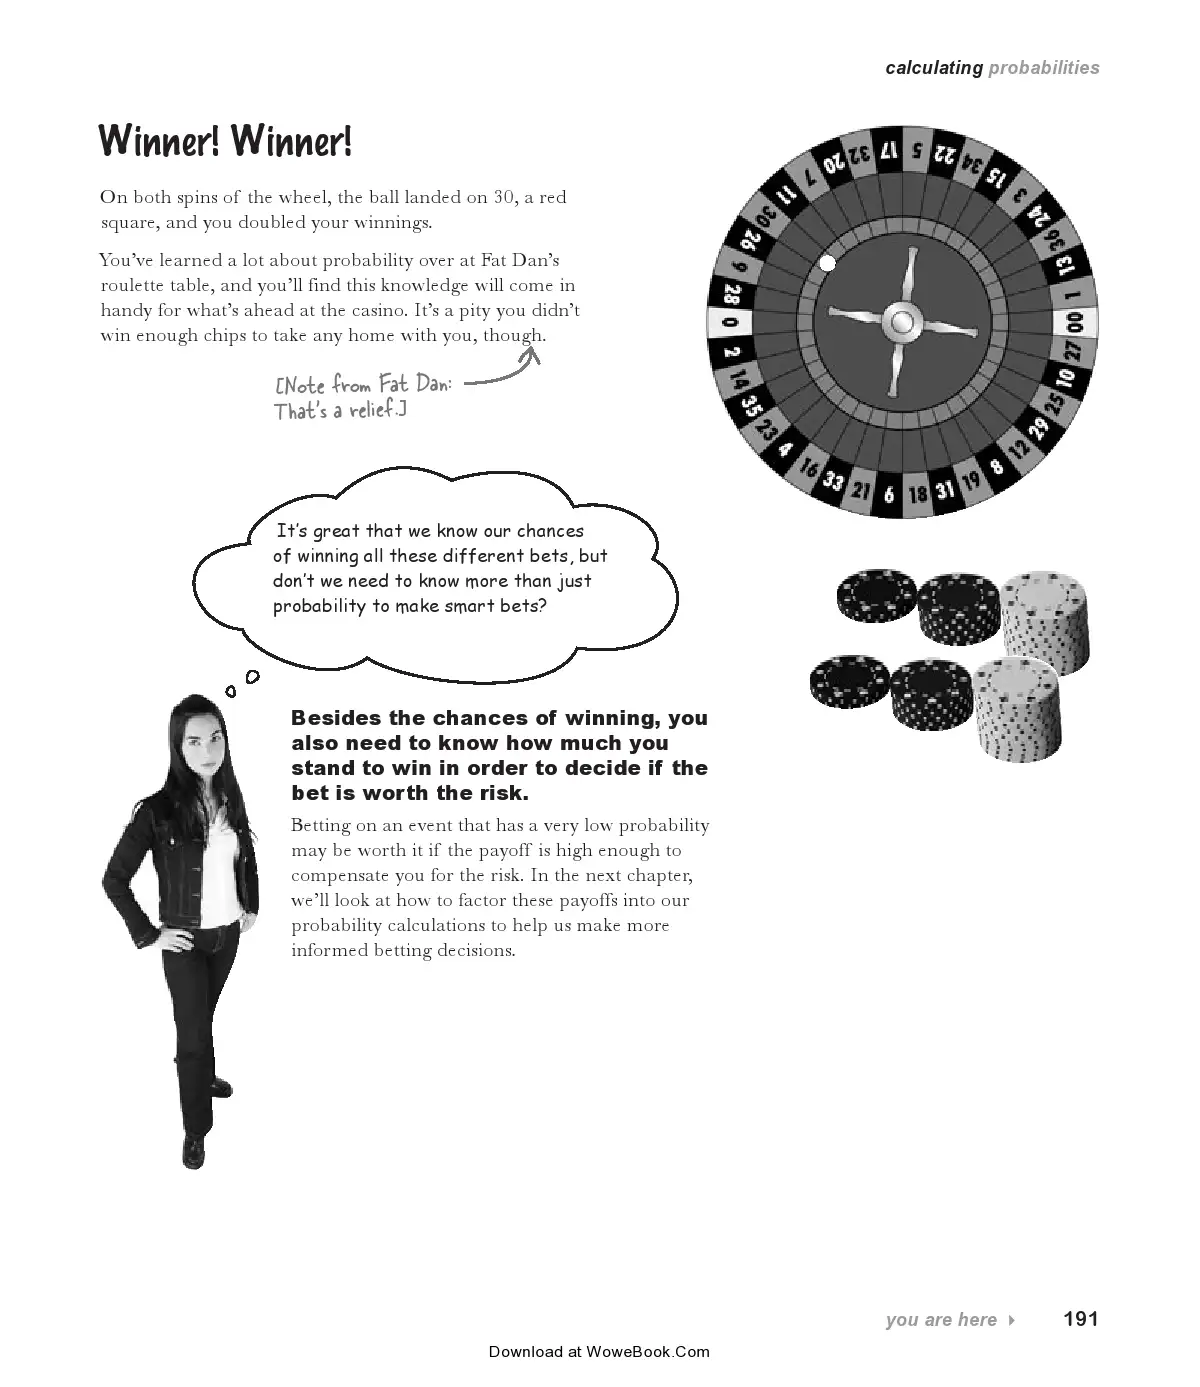 calculating probabilities
Winner! Winner!
On both spins of the wheel, the ball landed on 30, a red
square, and you doubled your winnings.
You've learned a lot about probability over at Fat Dan's
roulette table, and you'll find this knowledge will come in
handy for what's ahead at the casino. It's a pity you didn't
win enough chips to take any home with you, though.
[Note from Fat Dan:
That's a relief.]
0
28
9
26
30
11
7
20
32
17
5
22
34
15
3
24
36
13
1
00
27
10
25
29
12
8
19
31
18
6
21
33
16
4
23
35
14
2
It's great that we know our chances
of winning all these different bets, but
don't we need to know more than just
probability to make smart bets?
Besides the chances of winning, you
also need to know how much you
stand to win in order to decide if the
bet is worth the risk.
Betting on an event that has a very low probability
may be worth it if the payoff is high enough to
compensate you for the risk. In the next chapter,
we'll look at how to factor these payoffs into our
probability calculations to help us make more
informed betting decisions.
you are here 191
Download at WoweBook.Com